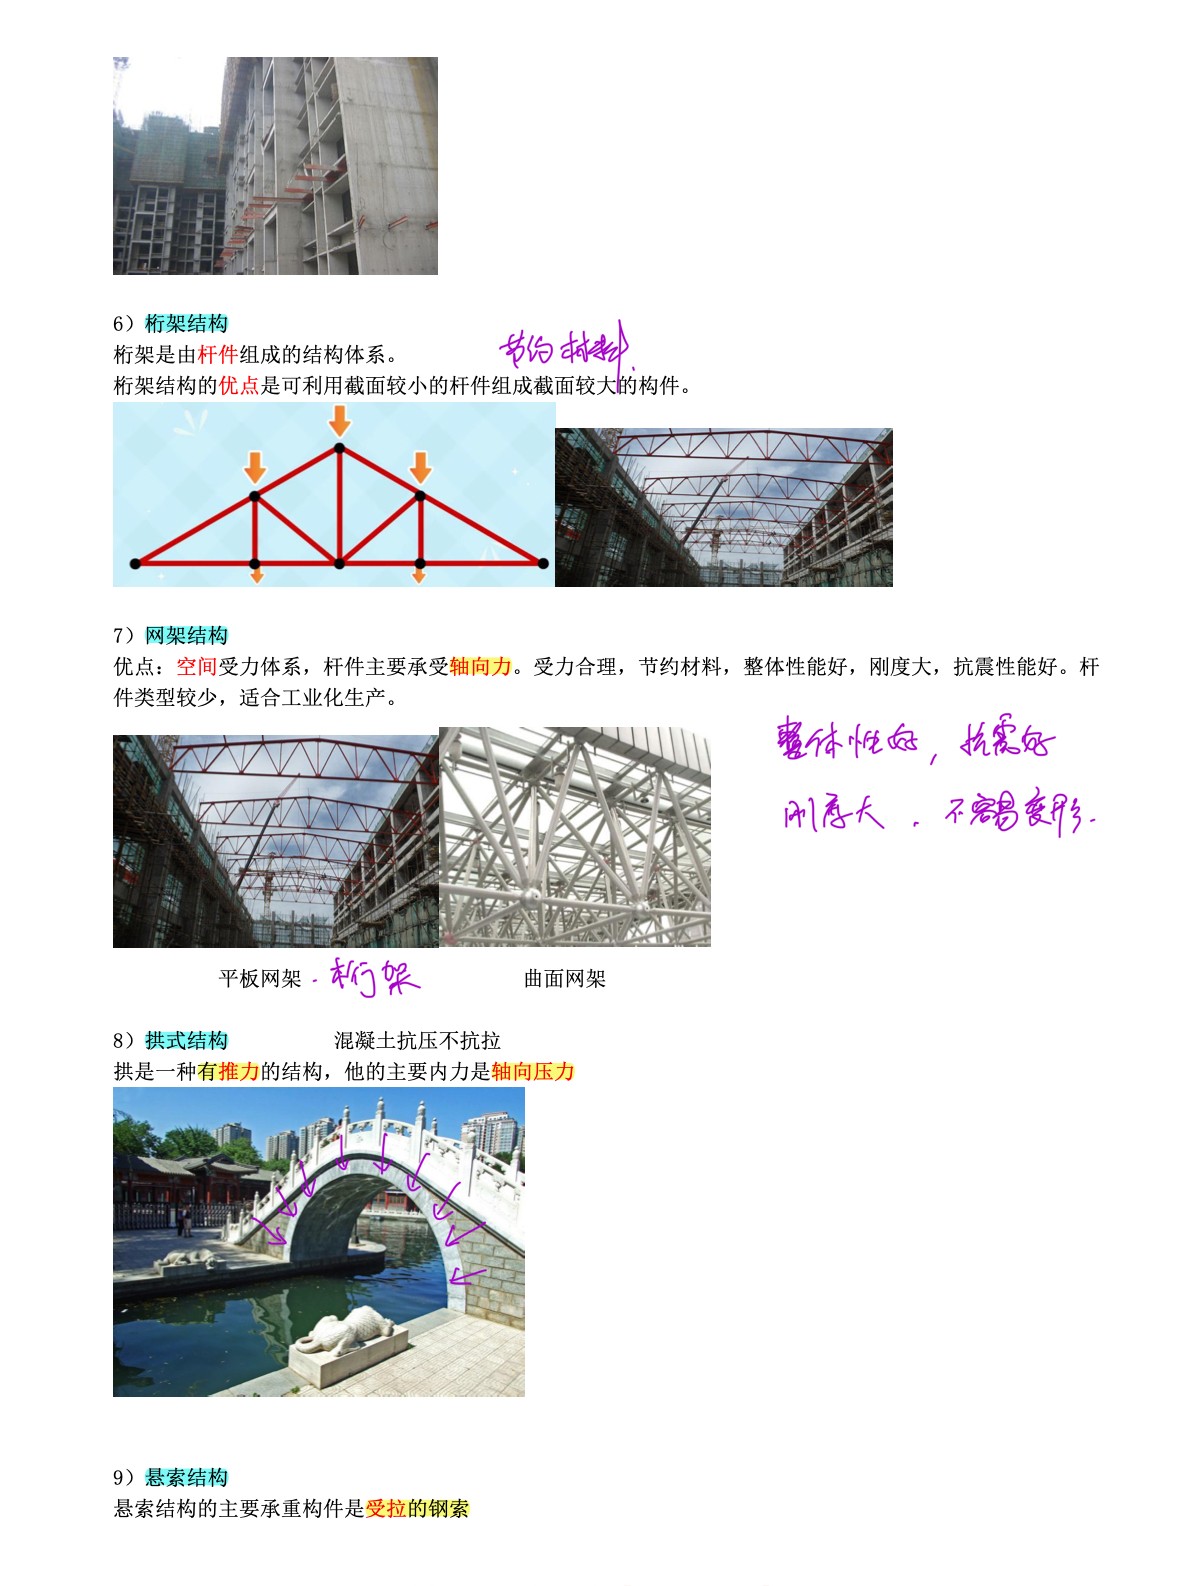 6）桁架结构
节约材料.
桁架是由杆件组成的结构体系。
桁架结构的优点是可利用截面较小的杆件组成截面较大的构件。
7）网架结构
优点：空间受力体系，杆件主要承受轴向力。受力合理，节约材料，整体性能好，刚度大，抗震性能好。杆
件类型较少，适合工业化生产。
整体性好，抗震好
刚度大．不容易变形.
平板网架．桁架 曲面网架
8）拱式结构 混凝土抗压不抗拉
拱是一种有推力的结构，他的主要内力是轴向压力
9）悬索结构
悬索结构的主要承重构件是受拉的钢索